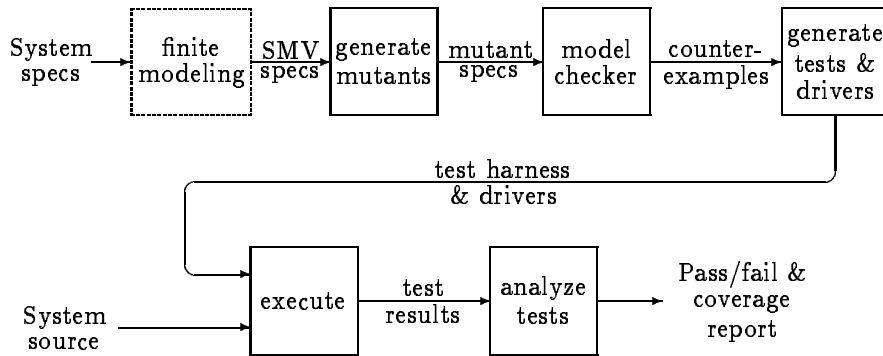 System
specs
finite
modeling
SMV
specs
generate
mutants
mutant
specs
model
checker
counter-
examples
generate
tests &
drivers
test harness
& drivers
System
source
execute
test
results
analyze
tests
Pass/fail &
coverage
report